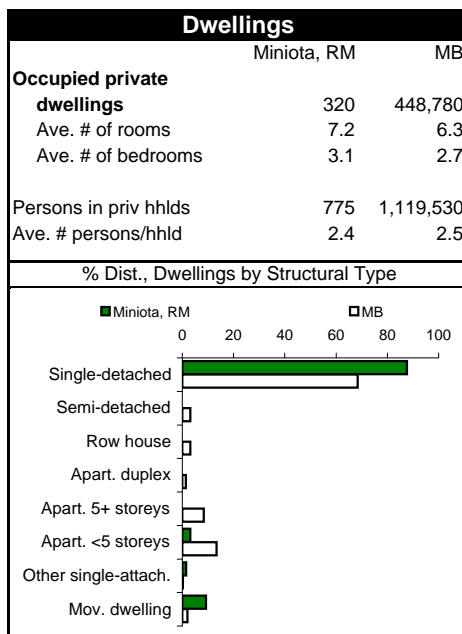 Dwellings
Miniota, RM MB
Occupied private
dwellings 320 448,780
Ave. # of rooms 7.2 6.3
Ave. # of bedrooms 3.1 2.7
Persons in priv hhlds 775 1,119,530
Ave. # persons/hhld 2.4 2.5
% Dist., Dwellings by Structural Type
Miniota, RM MB
0 20 40 60 80 100
Single-detached
Semi-detached
Row house
Apart. duplex
Apart. 5+ storeys
Apart. <5 storeys
Other single-attach.
Mov. dwelling